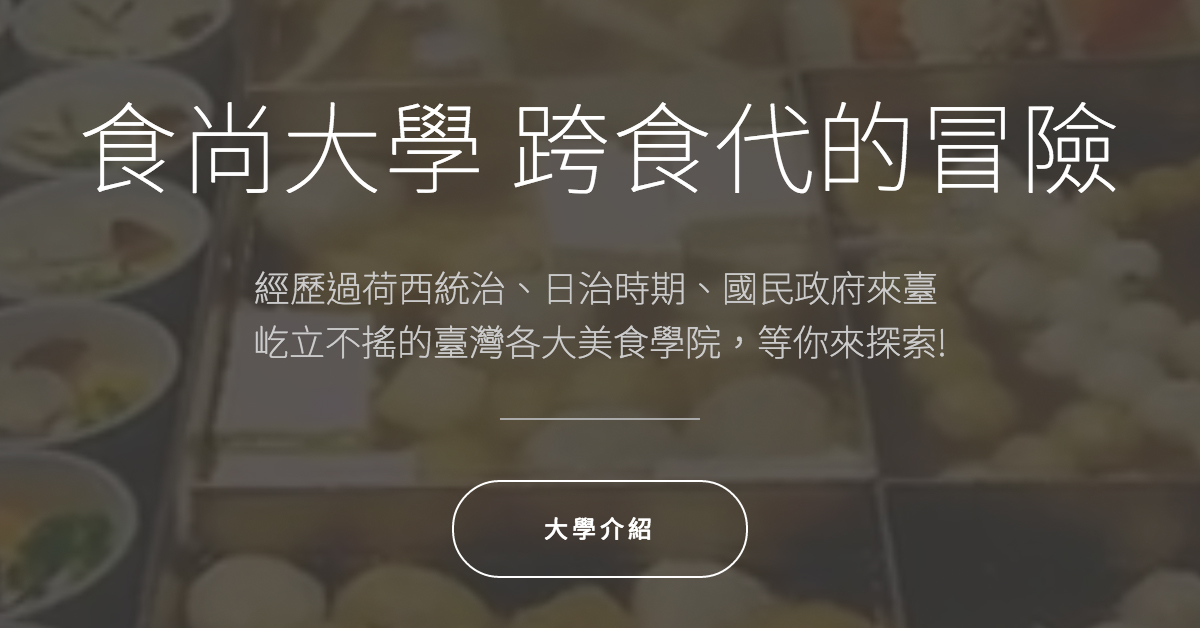 食尚大學 跨食代的冒險
經歷過荷西統治、日治時期、國民政府來臺
屹立不搖的臺灣各大美食學院，等你來探索!
大學介紹